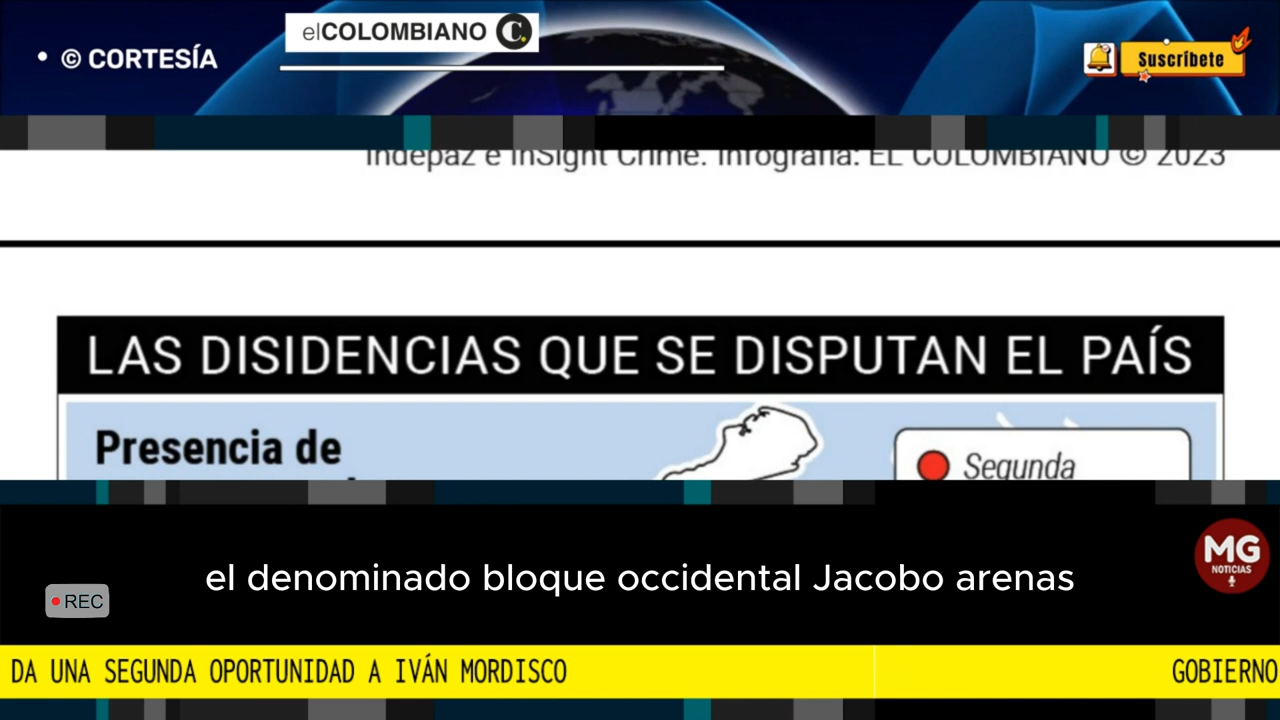 elCOLOMBIANO C.
• © CORTESÍA
Suscríbete
Indepaz e InSight Crime. Infografía: EL COLOMBIANO © 2023
LAS DISIDENCIAS QUE SE DISPUTAN EL PAÍS
Presencia de
Segunda
MG
NOTICIAS
el denominado bloque occidental Jacobo arenas
REC
DA UNA SEGUNDA OPORTUNIDAD A IVÁN MORDISCO GOBIERNO